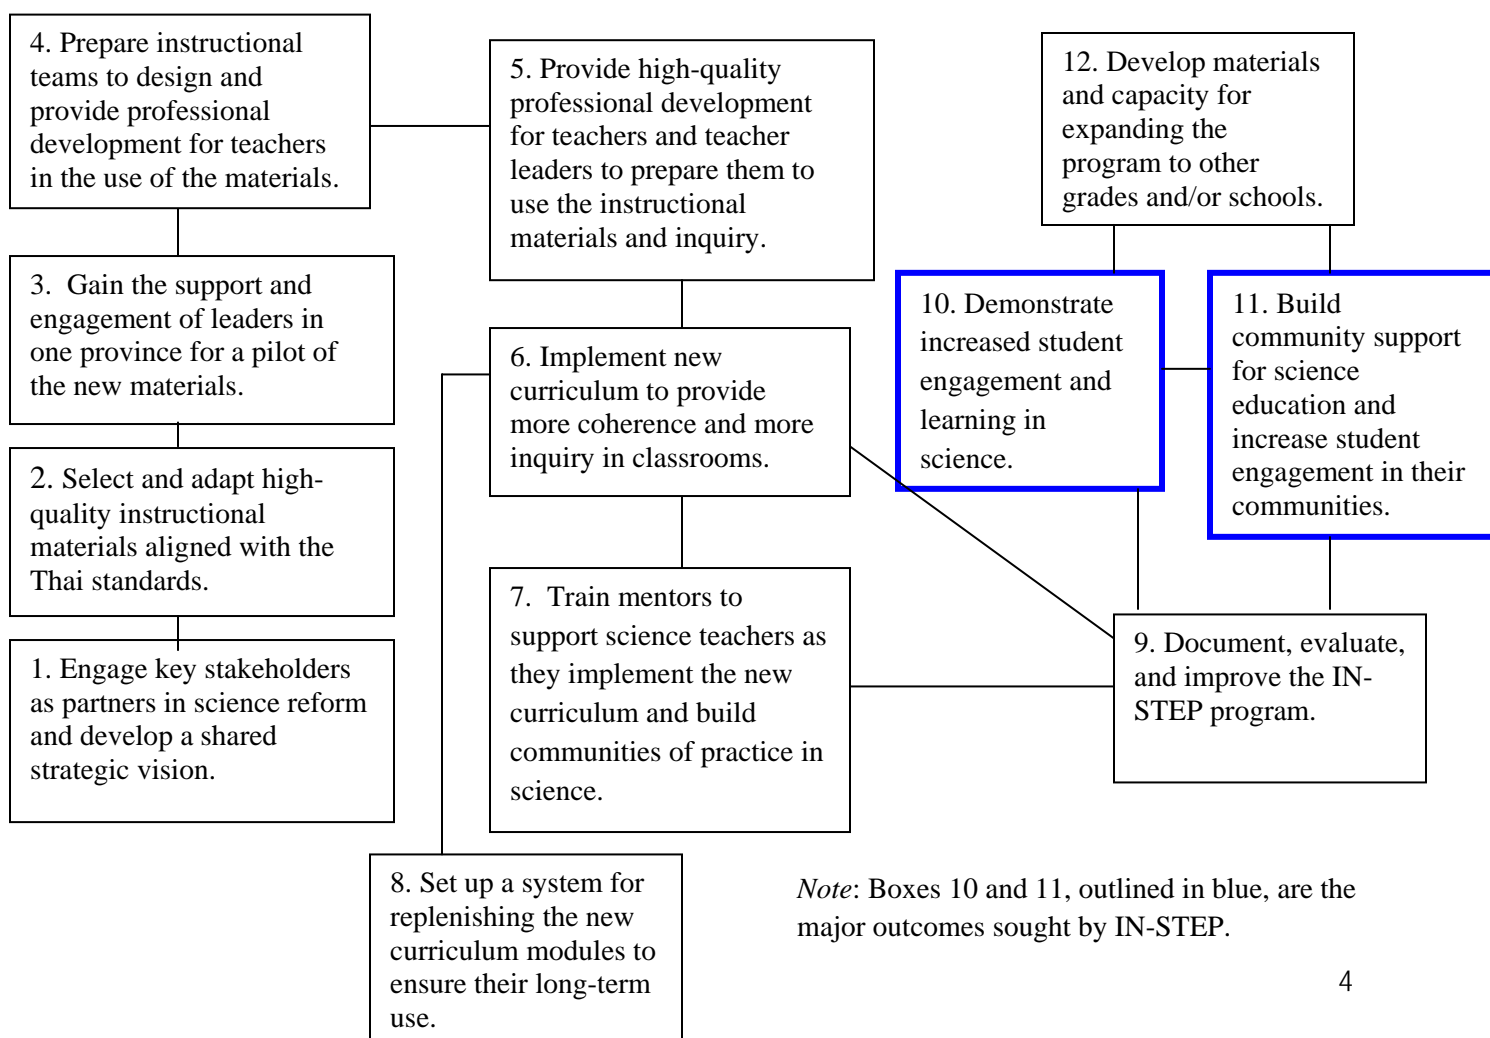 4. Prepare instructional
teams to design and
provide professional
development for teachers
in the use of the materials.
3.  Gain the support and
engagement of leaders in
one province for a pilot of
the new materials.
2. Select and adapt high-
quality instructional
materials aligned with the
Thai standards.
1. Engage key stakeholders
as partners in science reform
and develop a shared
strategic vision.
5. Provide high-quality
professional development
for teachers and teacher
leaders to prepare them to
use the instructional
materials and inquiry.
6. Implement new
curriculum to provide
more coherence and more
inquiry in classrooms.
7.  Train mentors to
support science teachers as
they implement the new
curriculum and build
communities of practice in
science.
8. Set up a system for
replenishing the new
curriculum modules to
ensure their long-term
use.
12. Develop materials
and capacity for
expanding the
program to other
grades and/or schools.
10. Demonstrate
increased student
engagement and
learning in
science.
11. Build
community support
for science
education and
increase student
engagement in their
communities.
9. Document, evaluate,
and improve the IN-
STEP program.
Note: Boxes 10 and 11, outlined in blue, are the
major outcomes sought by IN-STEP.
4